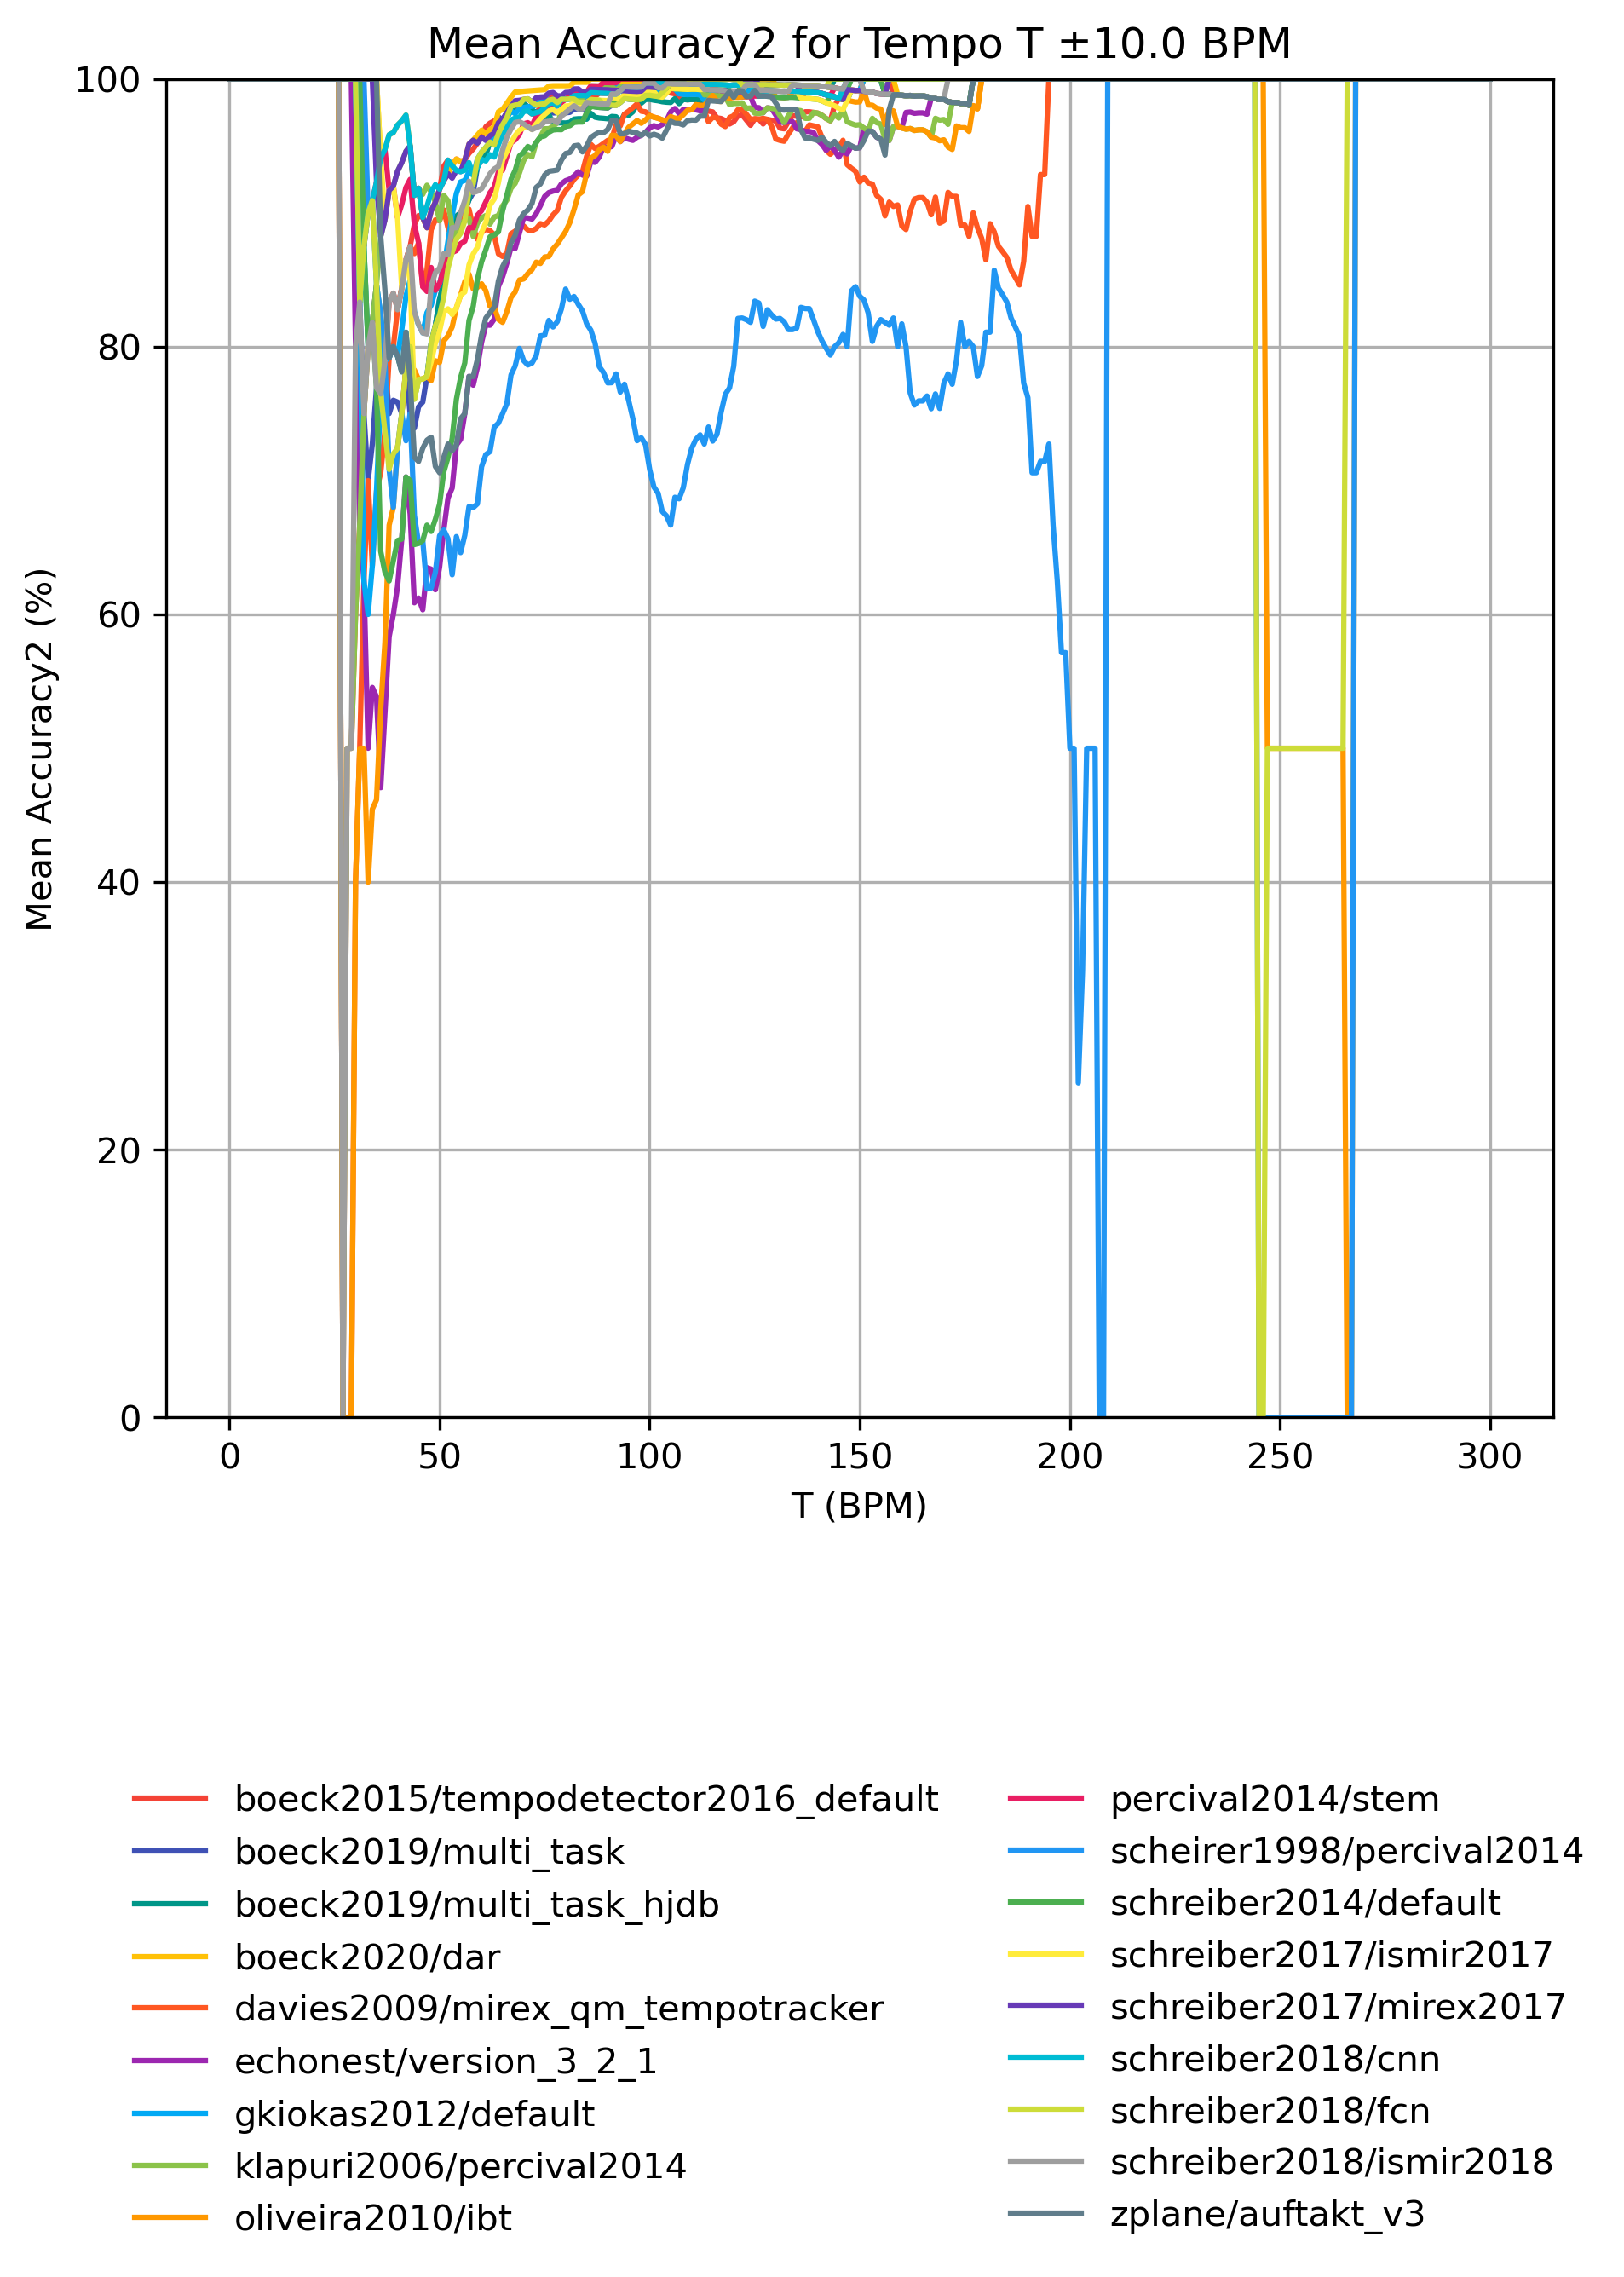 Mean Accuracy2 for Tempo T ±10.0 BPM
100
80
60
40
20
0
Mean Accuracy2 (%)
0 50 100 150 200 250 300
T (BPM)
boeck2015/tempodetector2016_default
boeck2019/multi_task
boeck2019/multi_task_hjdb
boeck2020/dar
davies2009/mirex_qm_tempotracker
echonest/version_3_2_1
gkiokas2012/default
klapuri2006/percival2014
oliveira2010/ibt
percival2014/stem
scheirer1998/percival2014
schreiber2014/default
schreiber2017/ismir2017
schreiber2017/mirex2017
schreiber2018/cnn
schreiber2018/fcn
schreiber2018/ismir2018
zplane/auftakt_v3